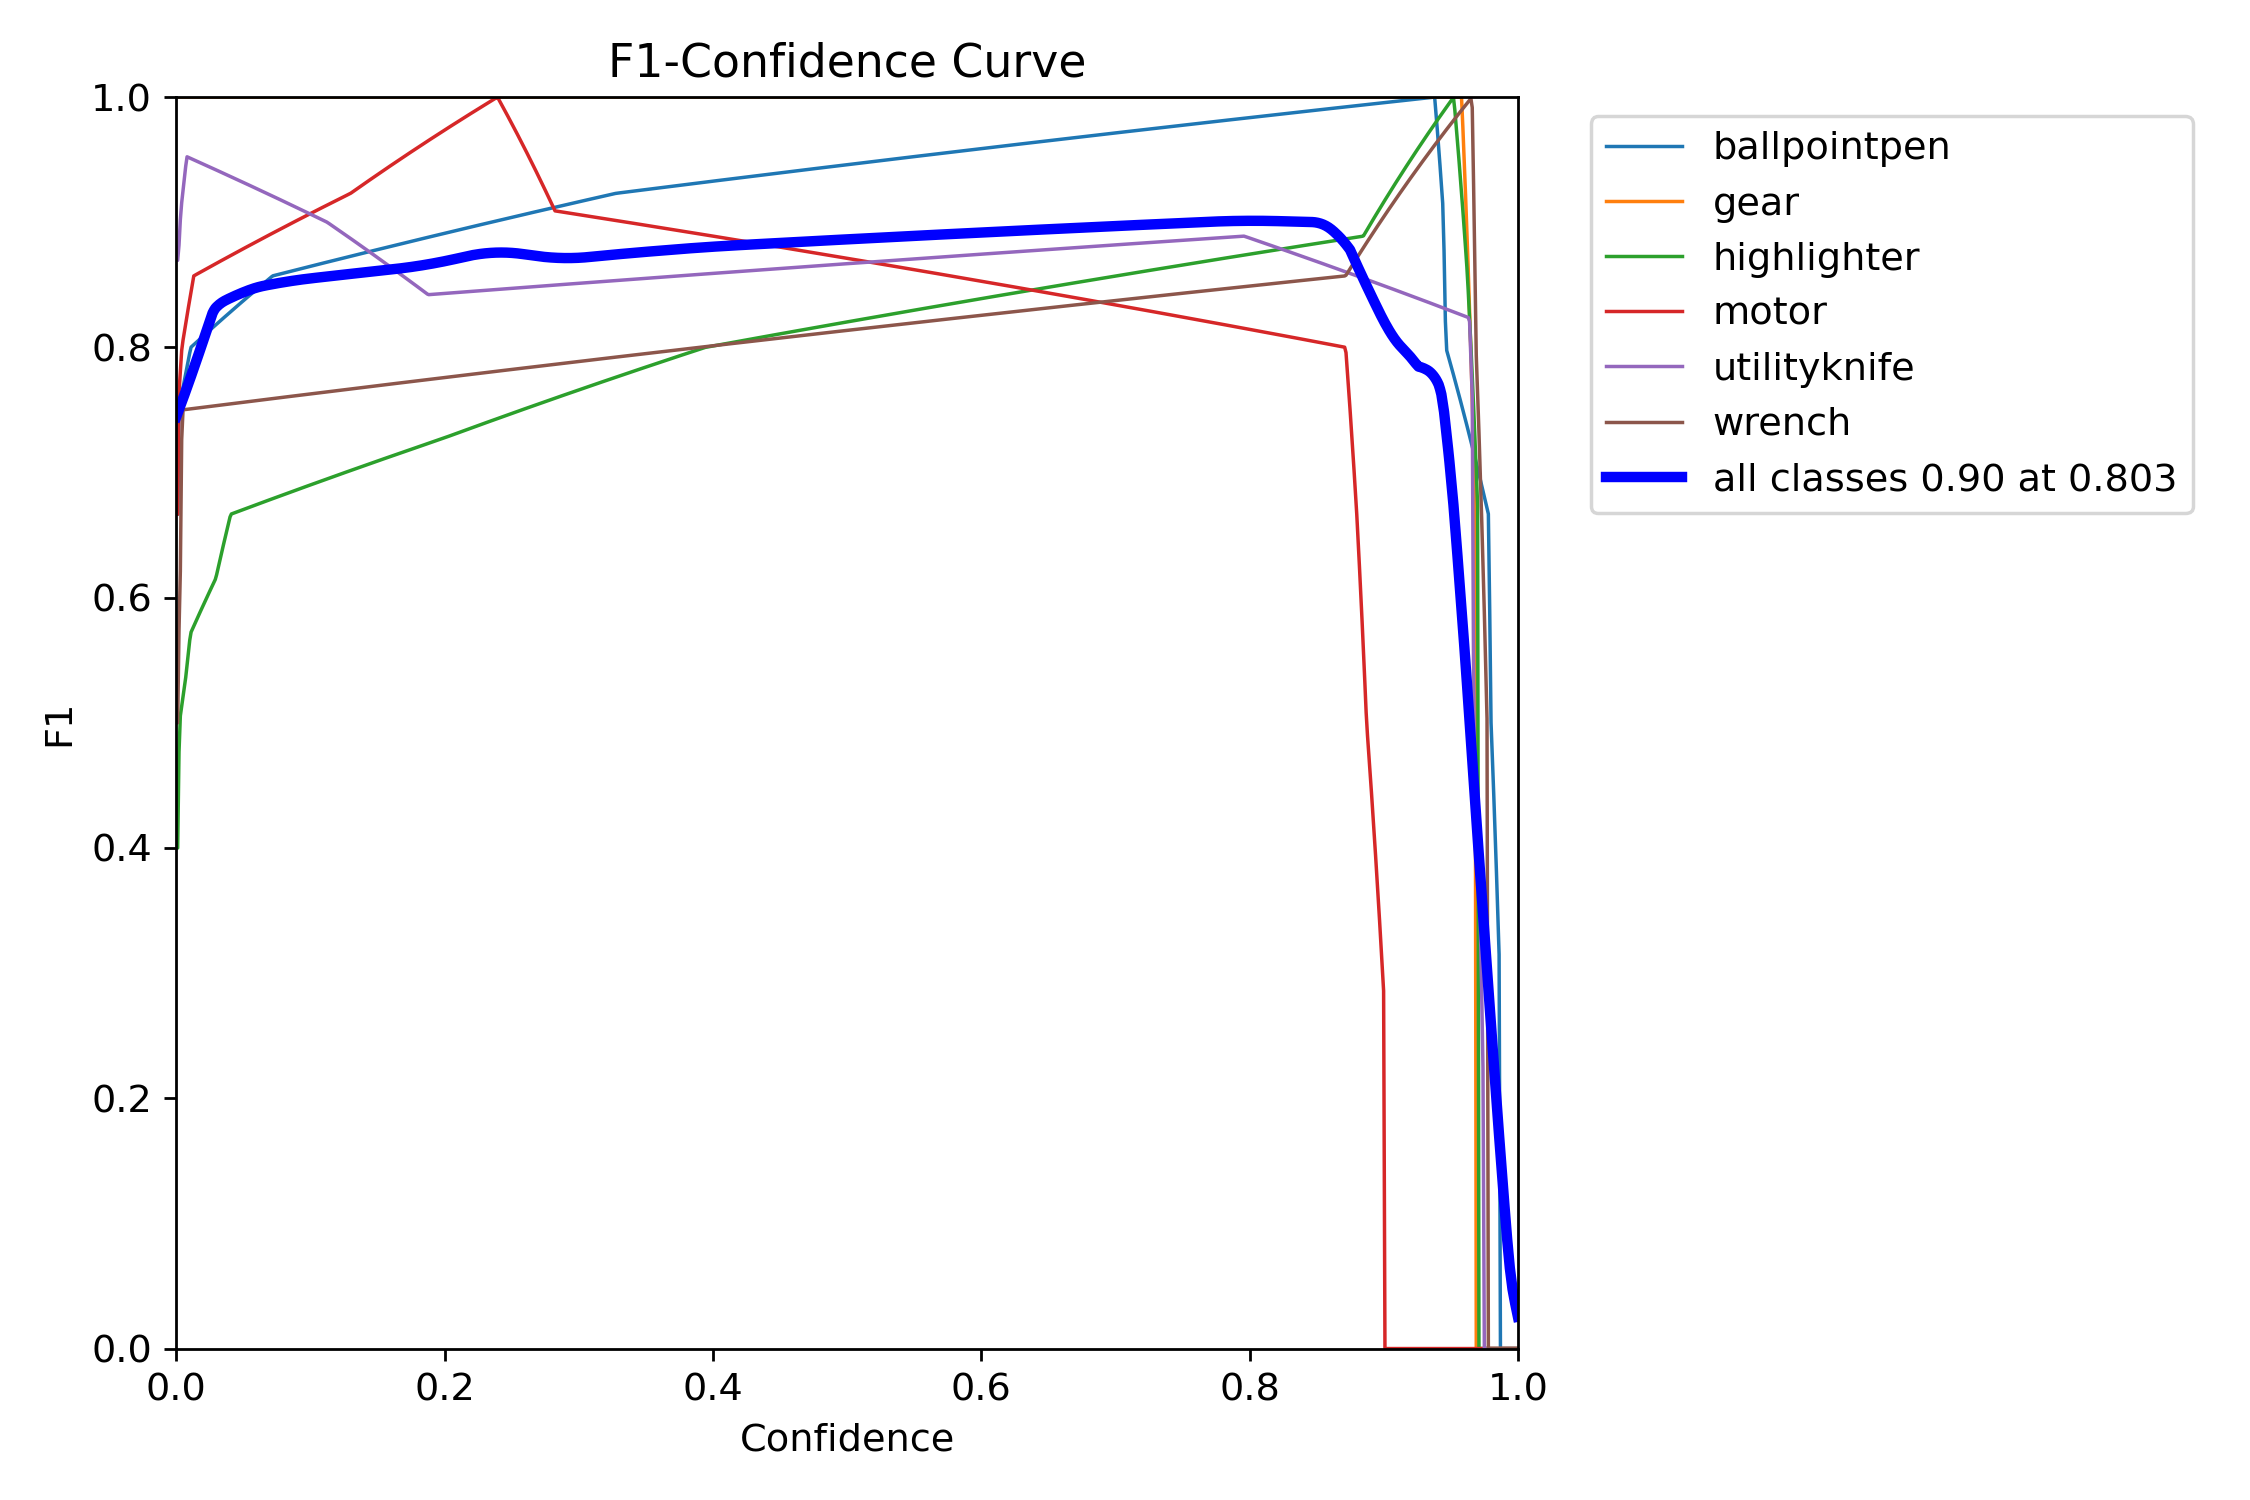 F1-Confidence Curve
1.0
0.8
0.6
0.4
0.2
0.0
F1
0.0 0.2 0.4 0.6 0.8 1.0
Confidence
ballpointpen
gear
highlighter
motor
utilityknife
wrench
all classes 0.90 at 0.803